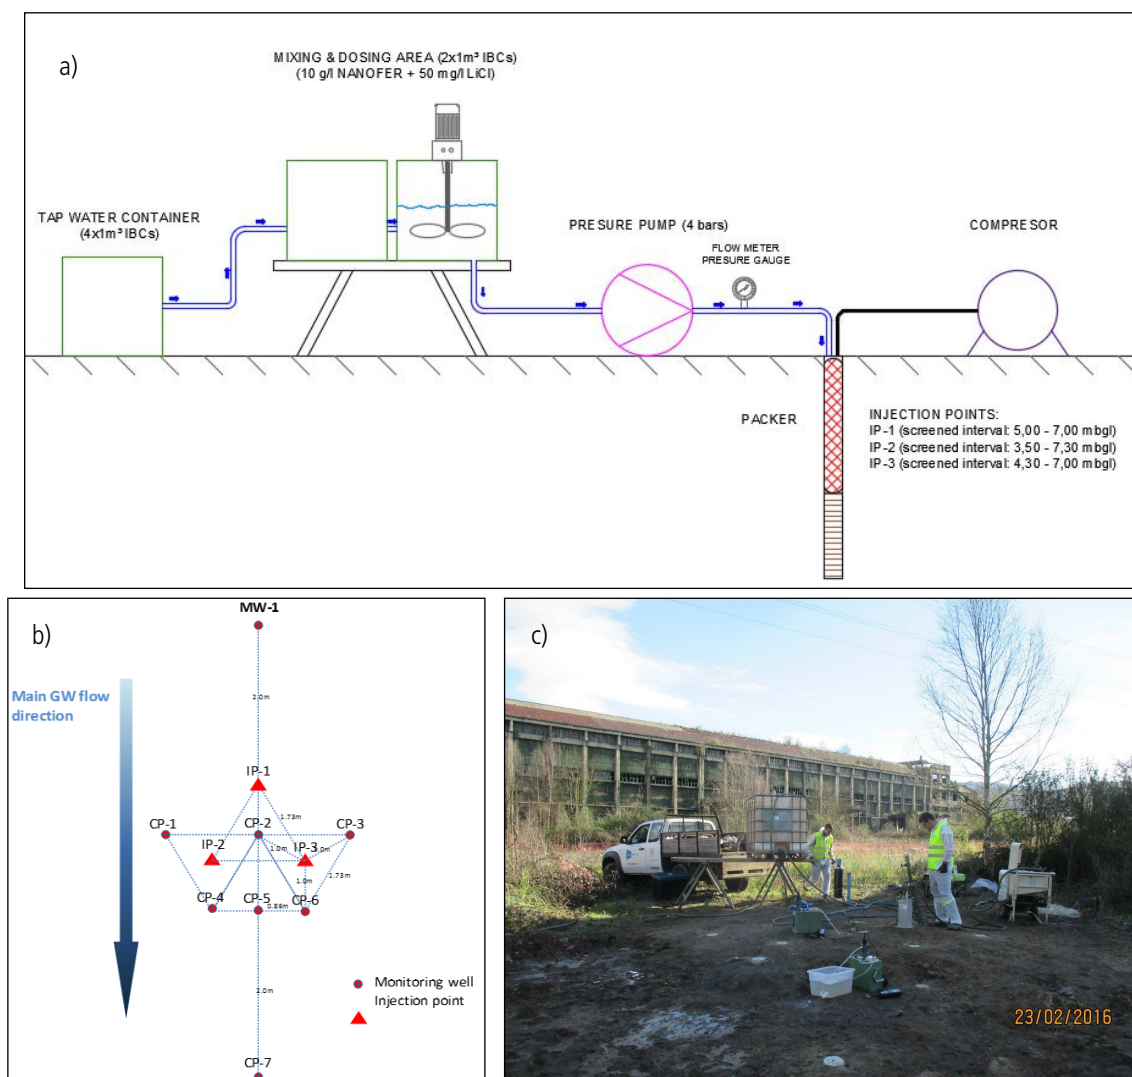 a)
MIXING & DOSING AREA (2x1m³ IBCs)
(10 g/l NANOFER + 50 mg/l LiCl)
TAP WATER CONTAINER
(4x1m³ IBCs)
PRESURE PUMP (4 bars)
FLOW METER
PRESURE GAUGE
COMPRESOR
PACKER
INJECTION POINTS:
IP-1 (screened interval: 5,00 - 7,00 mbgl)
IP-2 (screened interval: 3,50 - 7,30 mbgl)
IP-3 (screened interval: 4,30 - 7,00 mbgl)
b)
MW-1
Main GW flow
direction
2.0m
IP-1
1.73m
CP-1
CP-2
CP-3
IP-2
1.0m
IP-3
.0m
1.0m
1.73m
CP-4
CP-5
CP-6
0.86m
Monitoring well
Injection point
2.0m
CP-7
c)
23/02/2016